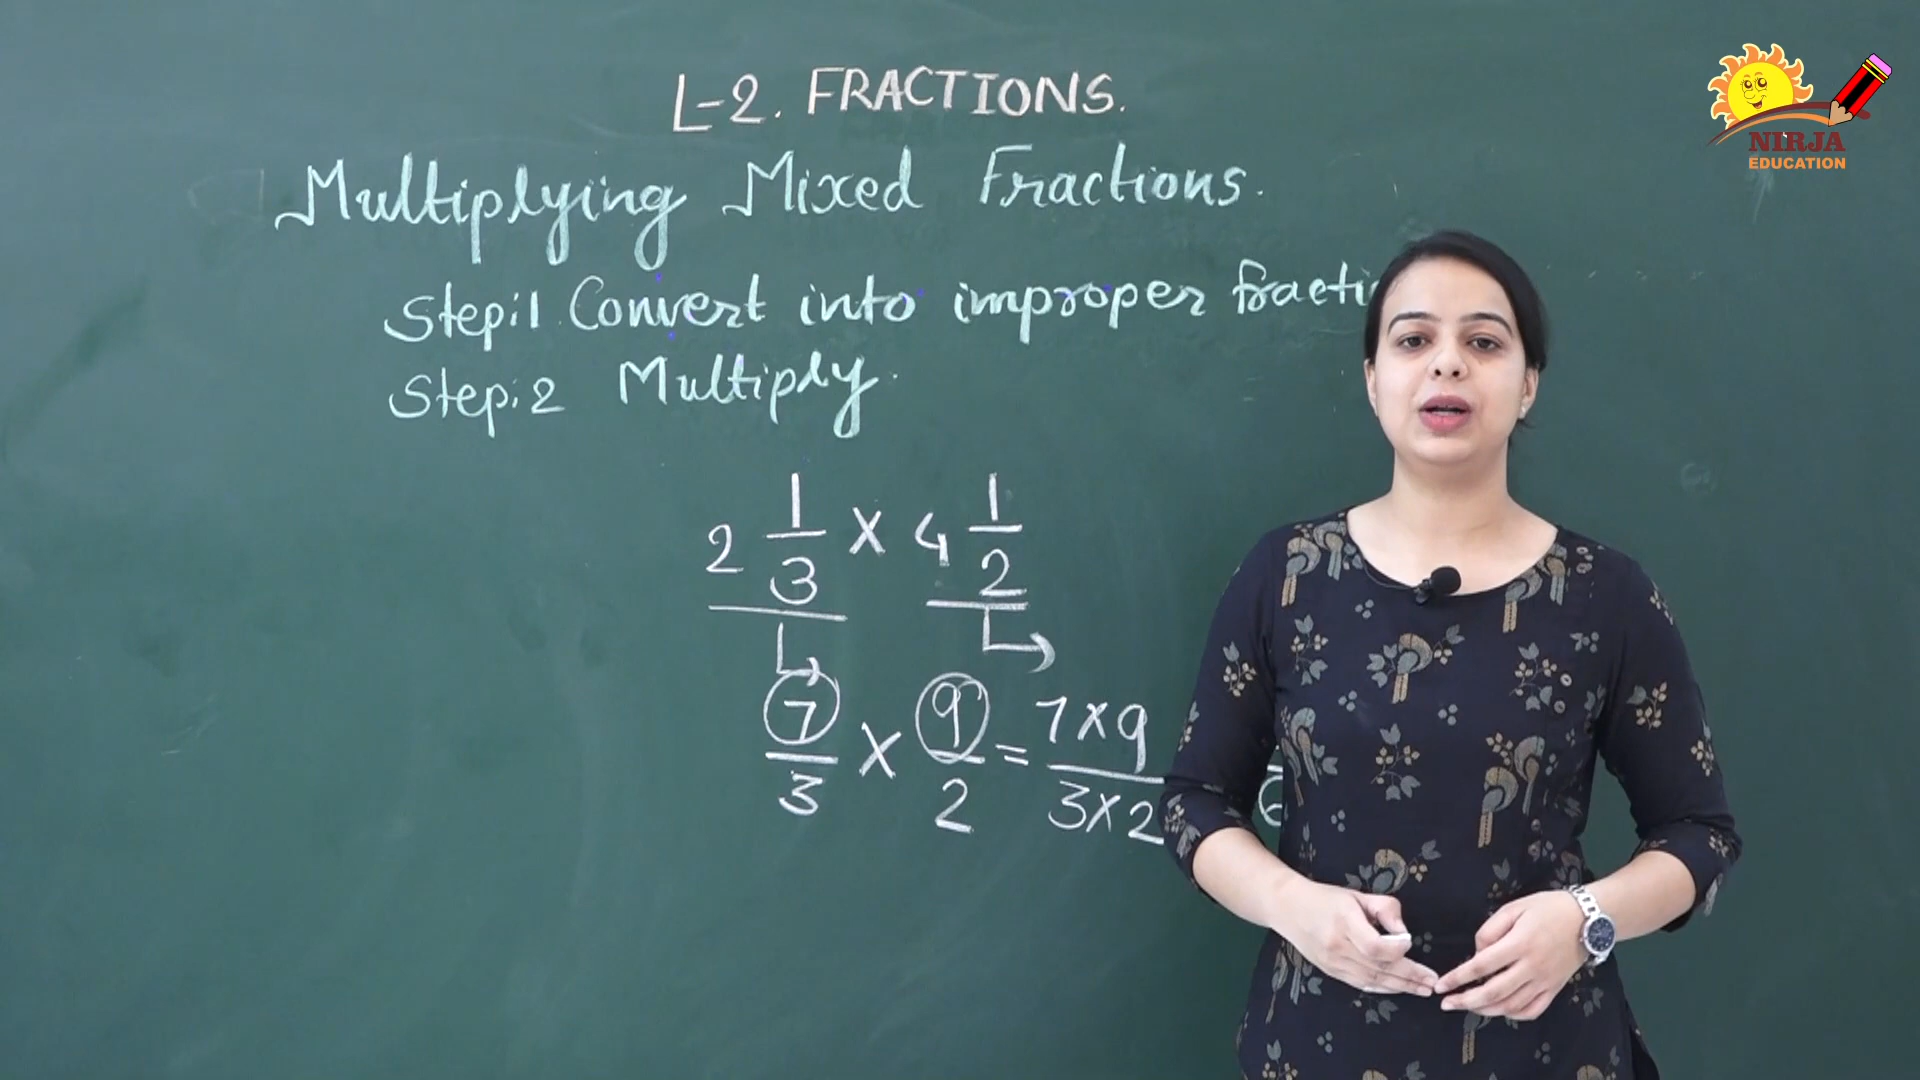 L-2. FRACTIONS.
Multiplying Mixed Fractions.
Step:1 Convert into improper fracti
Step:2 Multiply.
2 1/3 x 4 1/2
7/3 x 9/2 = 7x9/3x2
NIRJA
EDUCATION